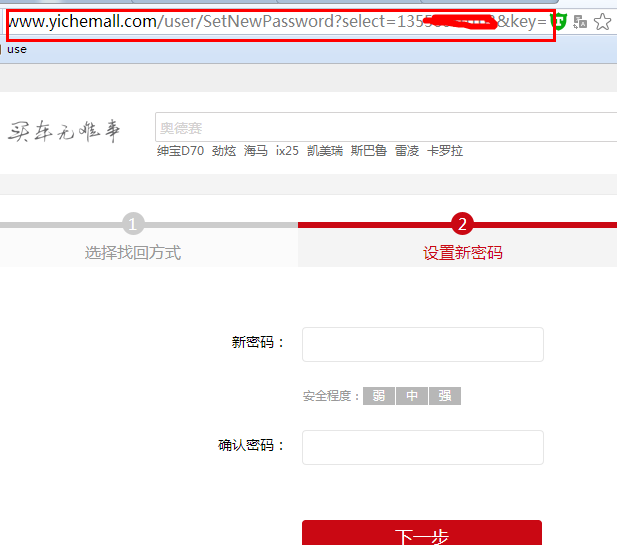 www.yichemall.com/user/SetNewPassword?select=135 &key=
use
买车无难事
奥德赛
绅宝D70 劲炫 海马 ix25 凯美瑞 斯巴鲁 雷凌 卡罗拉
1 2
选择找回方式 设置新密码
新密码：
安全程度： 弱 中 强
确认密码：
下一步